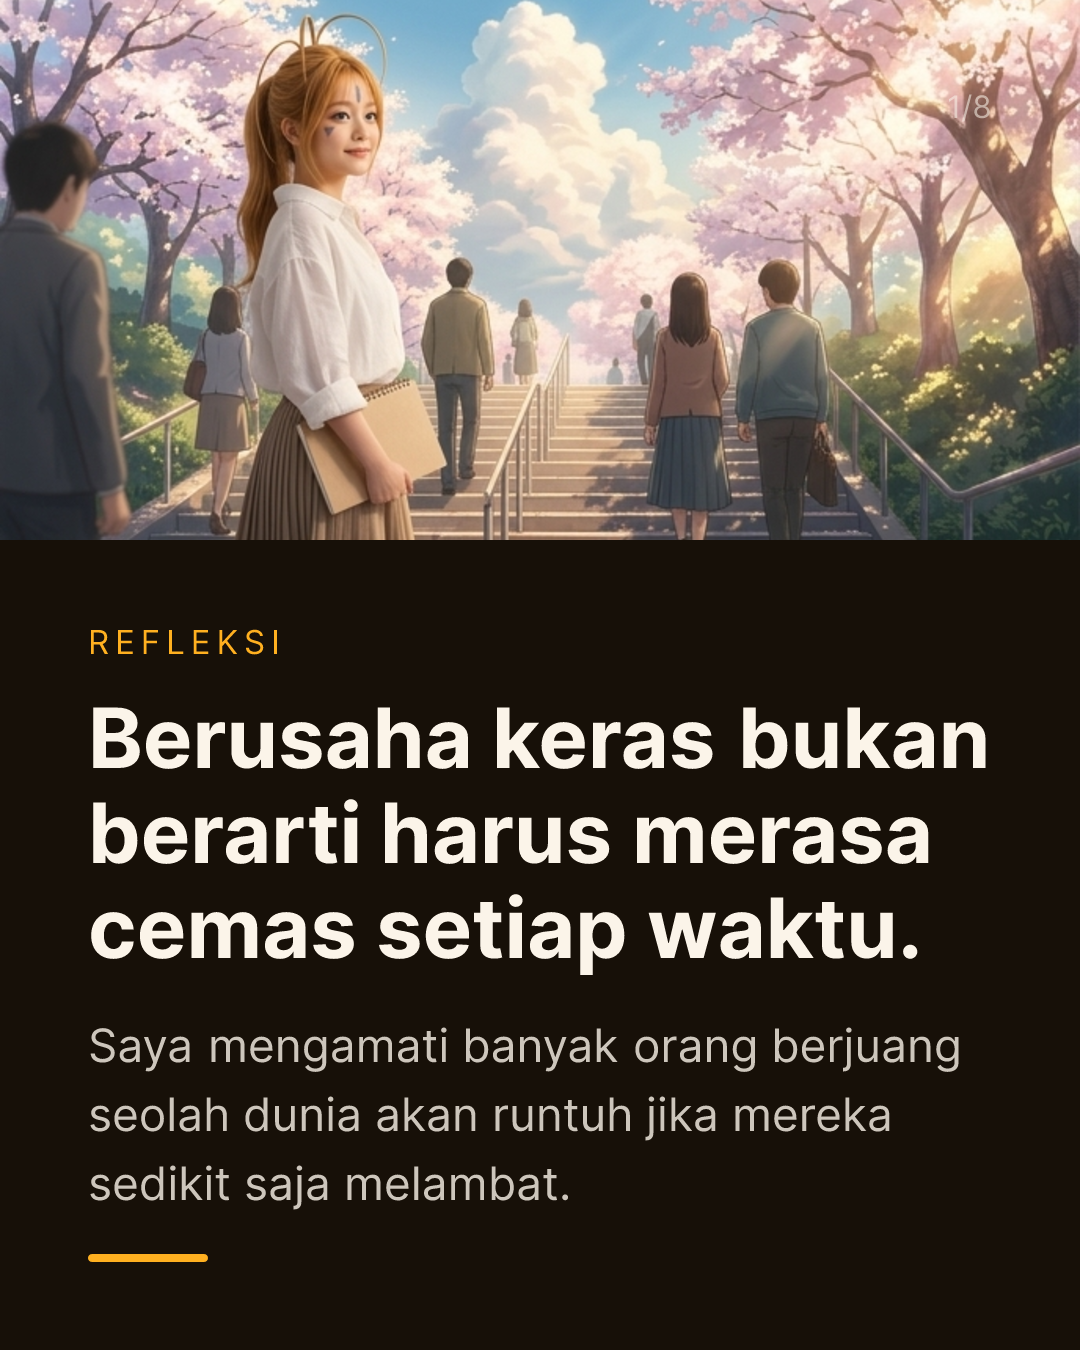 1/8
REFLEKSI
Berusaha keras bukan
berarti harus merasa
cemas setiap waktu.
Saya mengamati banyak orang berjuang
seolah dunia akan runtuh jika mereka
sedikit saja melambat.